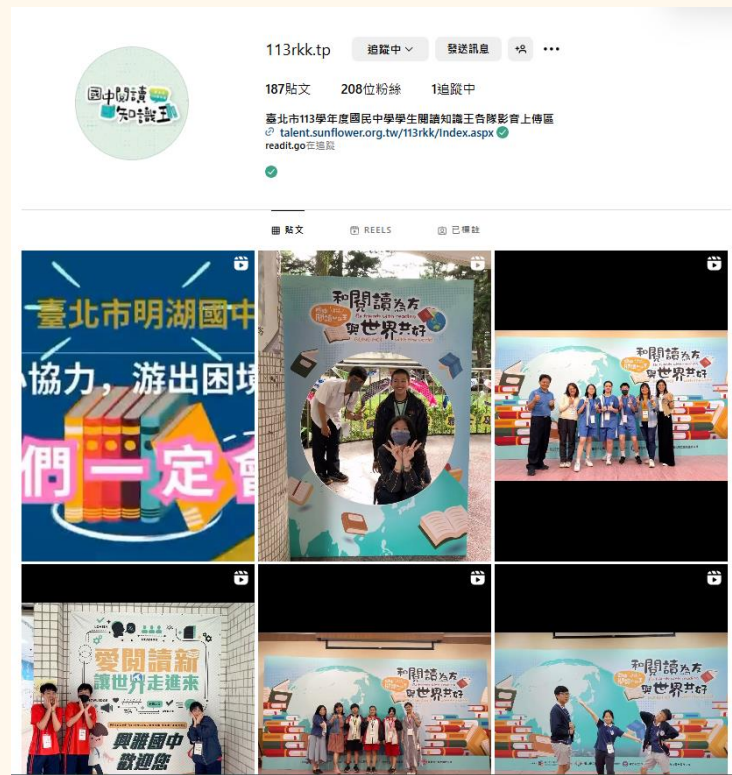 國中閱讀
知識王
113rkk.tp
追蹤中
發送訊息
187貼文 208位粉絲 1追蹤中
臺北市113學年度國民中學學生閱讀知識王各隊影音上傳區
talent.sunflower.org.tw/113rkk/Index.aspx
readit.go在追蹤
貼文 REELS 已標註
臺北市明湖國中
協力，游出困境
們一定會
和閱讀為友
與世界共好
和閱讀為友
與世界共好
愛閱讀新
讓世界走進來
興雅國中
歡迎您
和閱讀為友
與世界共好
和閱讀為友
與世界共好